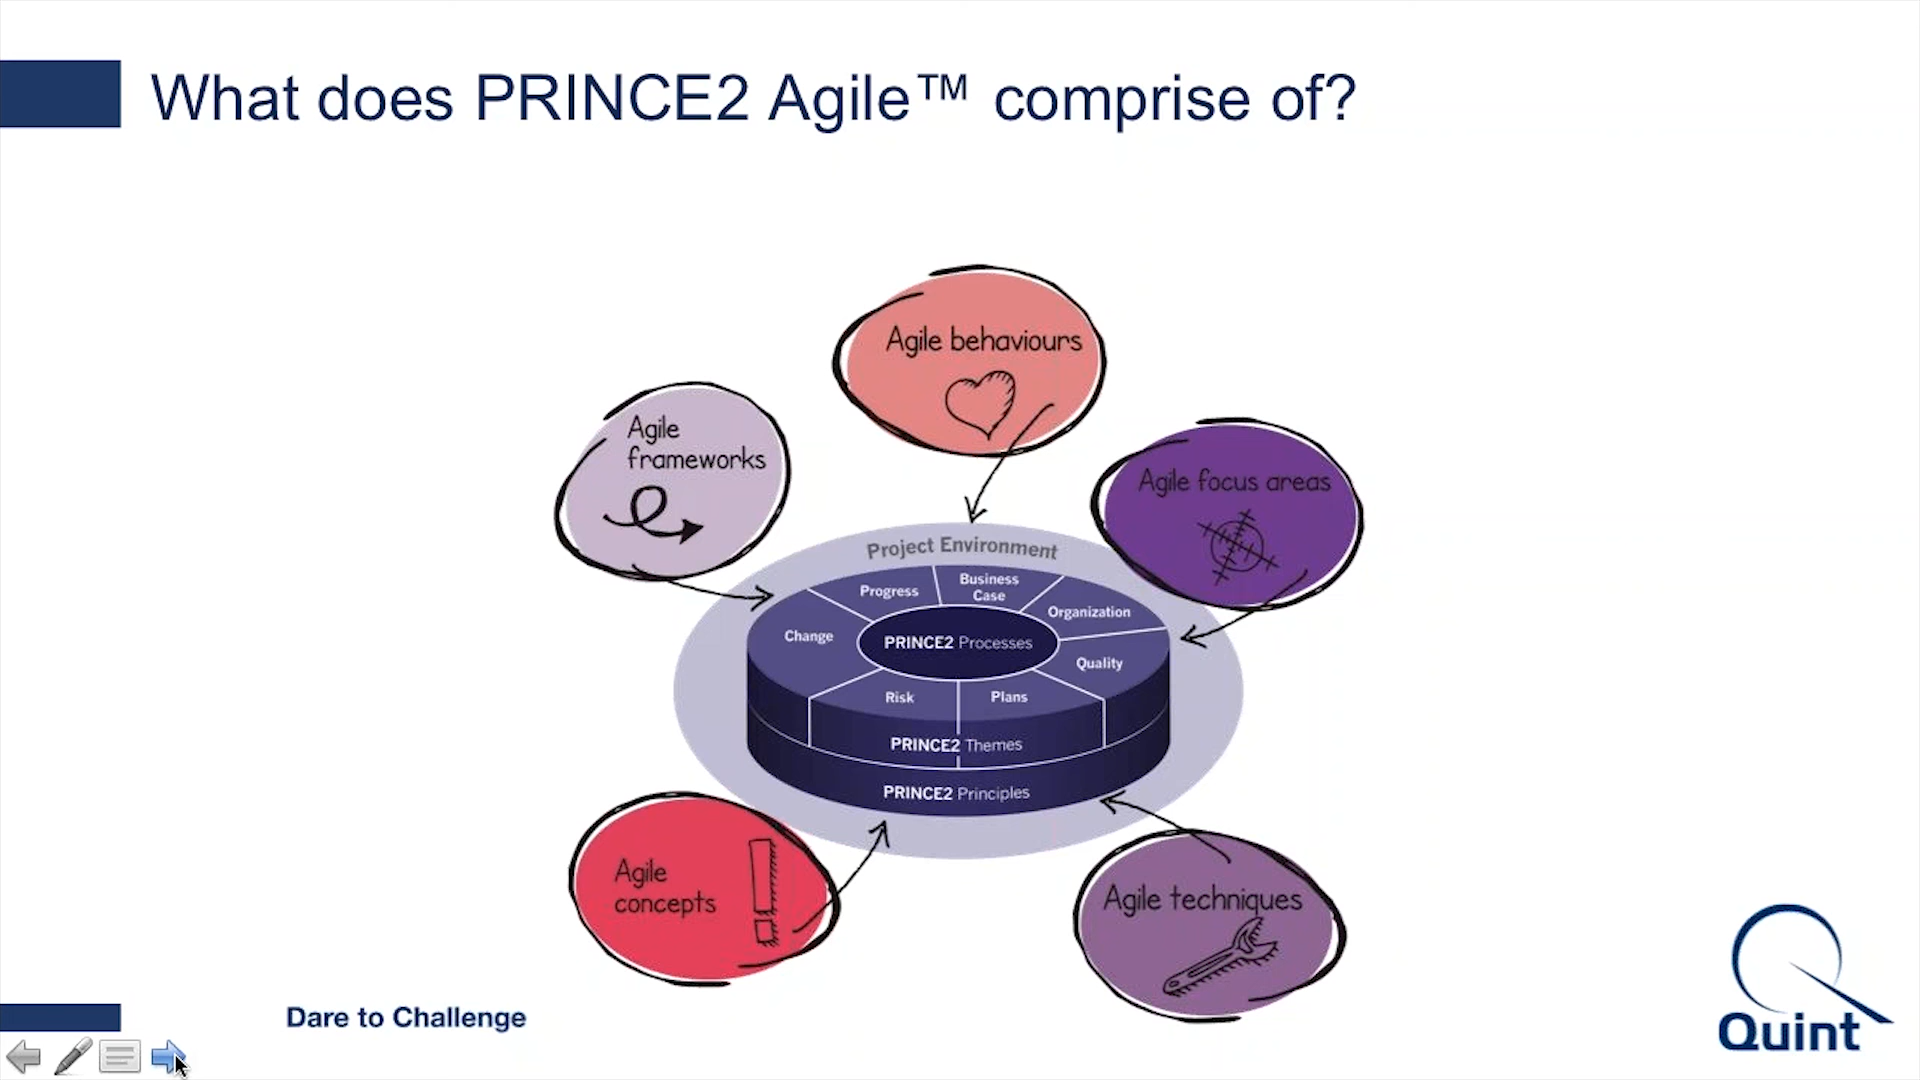 What does PRINCE2 Agile™ comprise of?
Agile behaviours
Agile
frameworks
Agile focus areas
Project Environment
Progress
Business
Case
Organization
Change
PRINCE2 Processes
Quality
Risk
Plans
PRINCE2 Themes
PRINCE2 Principles
Agile
concepts
Agile techniques
Dare to Challenge
Quint